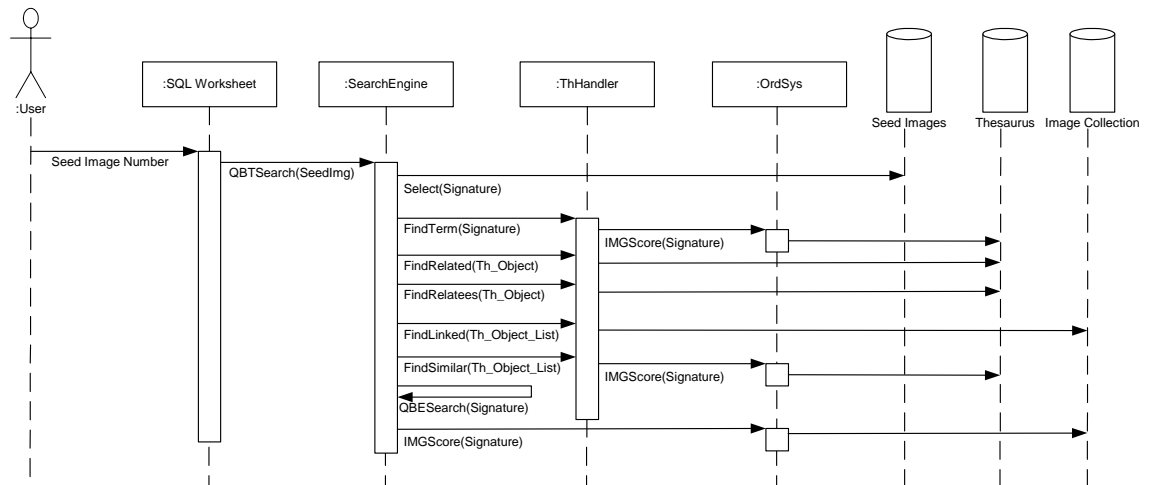 :User
:SQL Worksheet
:SearchEngine
:ThHandler
:OrdSys
Seed Images
Thesaurus
Image Collection
Seed Image Number
QBTSearch(SeedImg)
Select(Signature)
FindTerm(Signature)
IMGScore(Signature)
FindRelated(Th_Object)
FindRelatees(Th_Object)
FindLinked(Th_Object_List)
FindSimilar(Th_Object_List)
IMGScore(Signature)
QBESearch(Signature)
IMGScore(Signature)